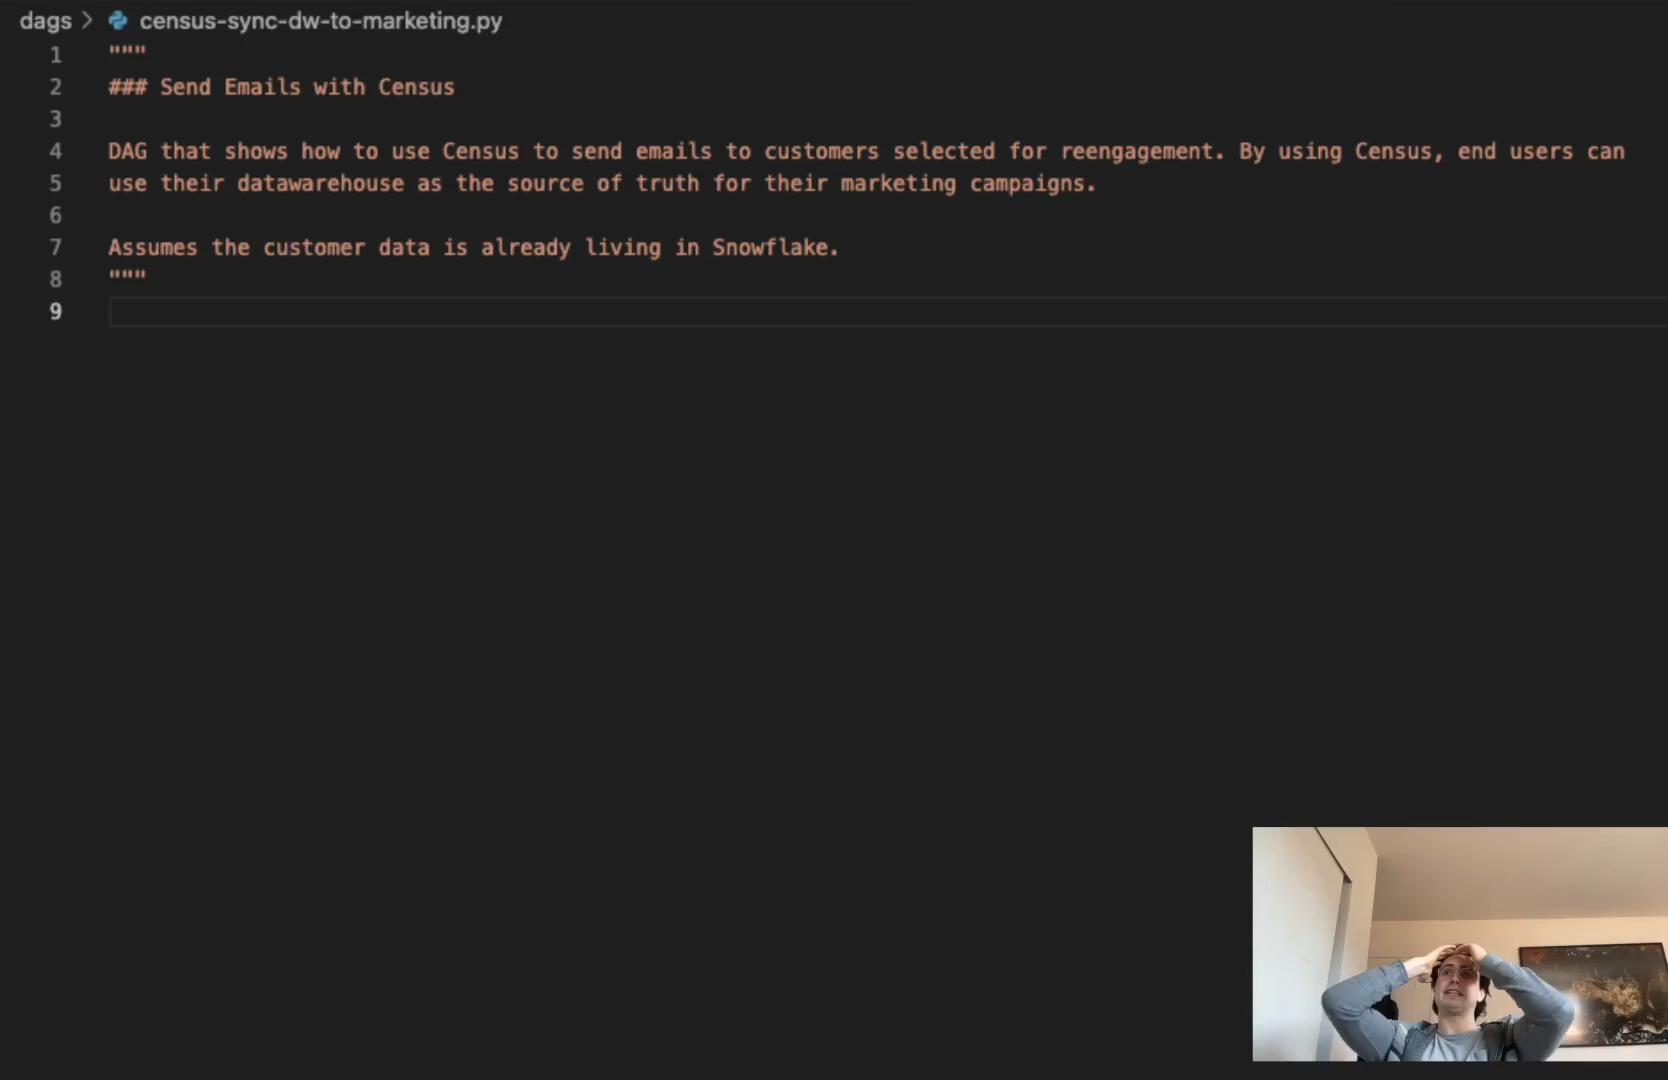 dags > census-sync-dw-to-marketing.py
1 """
2 ### Send Emails with Census
3
4 DAG that shows how to use Census to send emails to customers selected for reengagement. By using Census, end users can
5 use their datawarehouse as the source of truth for their marketing campaigns.
6
7 Assumes the customer data is already living in Snowflake.
8 """
9